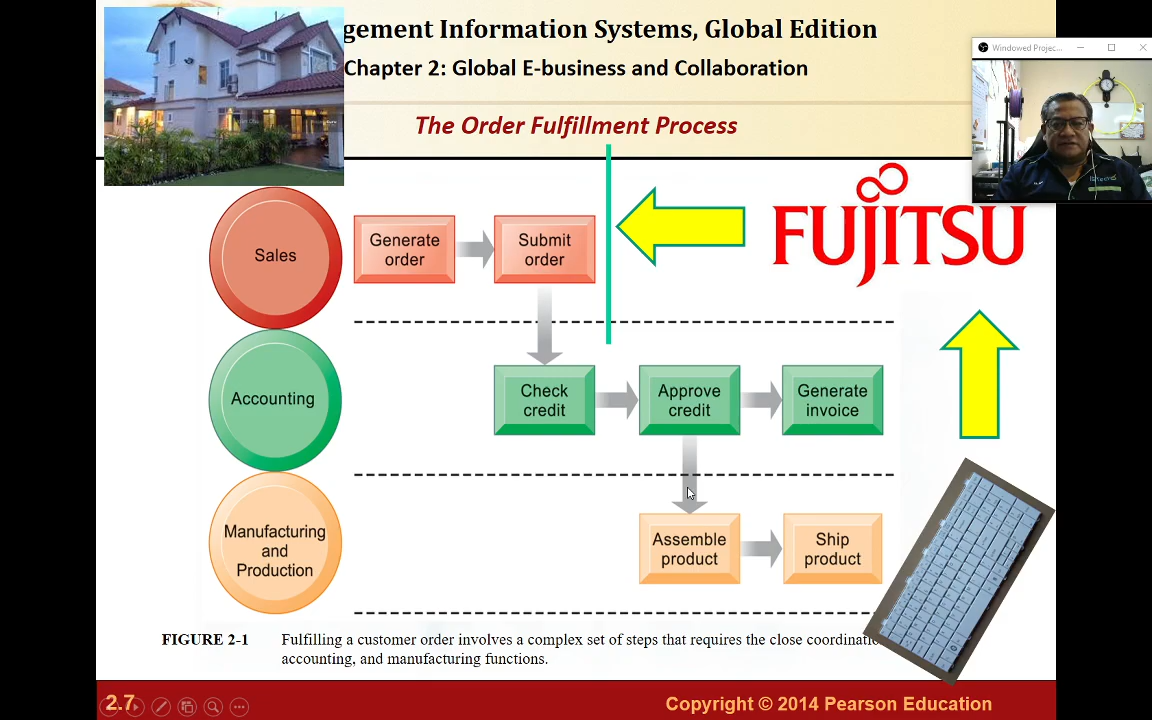 gement Information Systems, Global Edition
Chapter 2: Global E-business and Collaboration
Windowed Projec...
The Order Fulfillment Process
FUJITSU
Sales
Generate
order
Submit
order
Accounting
Check
credit
Approve
credit
Generate
invoice
Manufacturing
and
Production
Assemble
product
Ship
product
FIGURE 2-1
Fulfilling a customer order involves a complex set of steps that requires the close coordinati
accounting, and manufacturing functions.
2.7
Copyright © 2014 Pearson Education